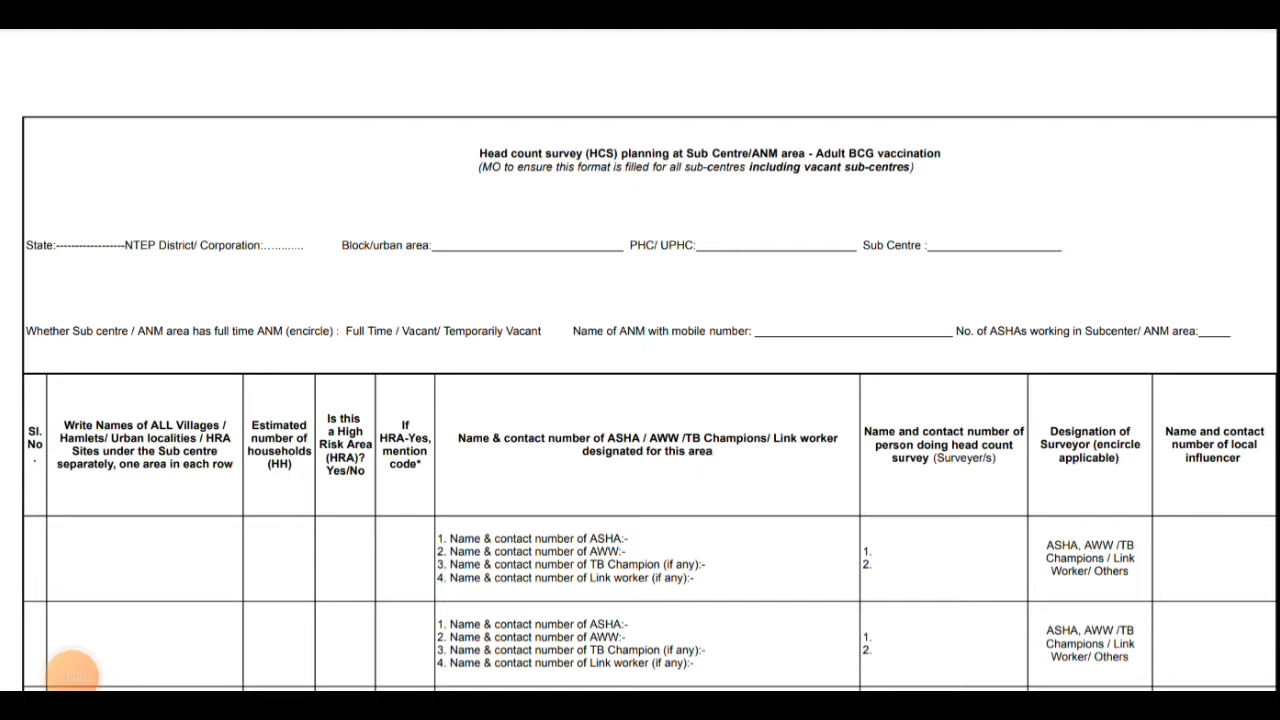 Head count survey (HCS) planning at Sub Centre/ANM area - Adult BCG vaccination
(MO to ensure this format is filled for all sub-centres including vacant sub-centres)
State:-------------------NTEP District/ Corporation:............ Block/urban area:______________________________ PHC/ UPHC:_________________________ Sub Centre :_____________________
Whether Sub centre / ANM area has full time ANM (encircle) : Full Time / Vacant/ Temporarily Vacant Name of ANM with mobile number: _______________________________ No. of ASHAs working in Subcenter/ ANM area:_____
Sl.
No
.
Write Names of ALL Villages /
Hamlets/ Urban localities / HRA
Sites under the Sub centre
separately, one area in each row
Estimated
number of
households
(HH)
Is this
a High
Risk Area
(HRA)?
Yes/No
If
HRA-Yes,
mention
code*
Name & contact number of ASHA / AWW /TB Champions/ Link worker
designated for this area
Name and contact number of
person doing head count
survey (Surveyer/s)
Designation of
Surveyor (encircle
applicable)
Name and contact
number of local
influencer
1. Name & contact number of ASHA:-
2. Name & contact number of AWW:-
3. Name & contact number of TB Champion (if any):-
4. Name & contact number of Link worker (if any):-
1.
2.
ASHA, AWW /TB
Champions / Link
Worker/ Others
1. Name & contact number of ASHA:-
2. Name & contact number of AWW:-
3. Name & contact number of TB Champion (if any):-
4. Name & contact number of Link worker (if any):-
1.
2.
ASHA, AWW /TB
Champions / Link
Worker/ Others